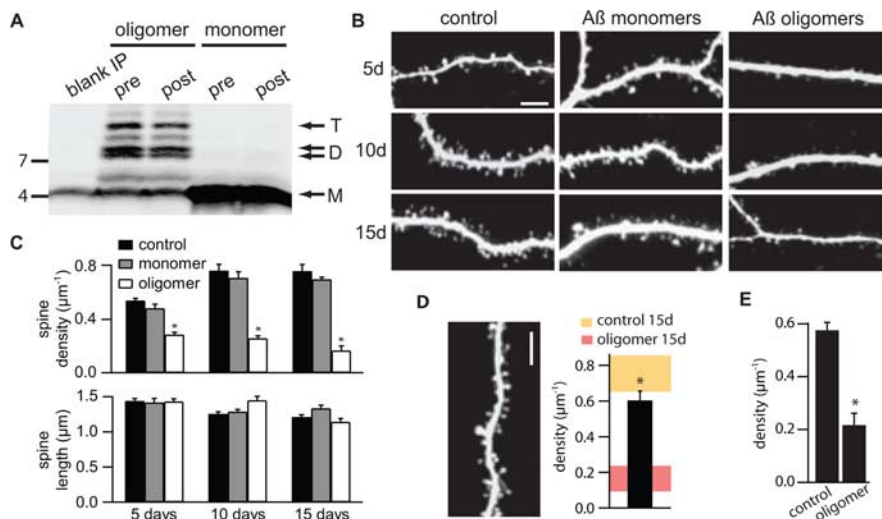 A
oligomer monomer
blank IP pre post pre post
T
D
M
7
4
B
control Aß monomers Aß oligomers
5d
10d
15d
C
control
monomer
oligomer
spine density (µm⁻¹)
0.8
0.4
0.0
* * *
spine length (µm)
1.5
1.0
0.5
0.0
5 days 10 days 15 days
D
control 15d
oligomer 15d
density (µm⁻¹)
0.8
0.6
0.4
0.2
0.0
*
E
density (µm⁻¹)
0.6
0.4
0.2
0.0
*
control oligomer